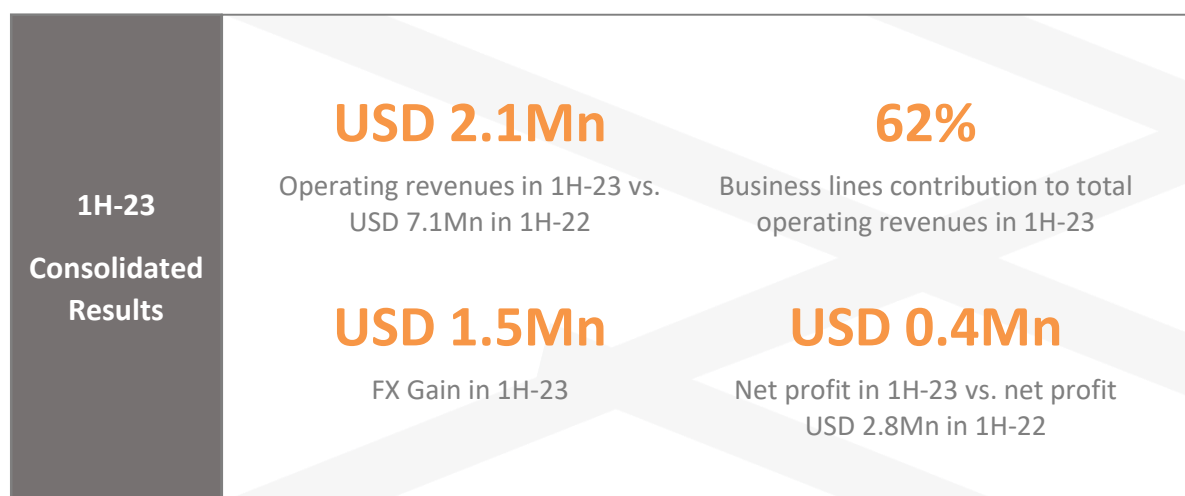 1H-23
Consolidated
Results
USD 2.1Mn
Operating revenues in 1H-23 vs.
USD 7.1Mn in 1H-22
62%
Business lines contribution to total
operating revenues in 1H-23
USD 1.5Mn
FX Gain in 1H-23
USD 0.4Mn
Net profit in 1H-23 vs. net profit
USD 2.8Mn in 1H-22